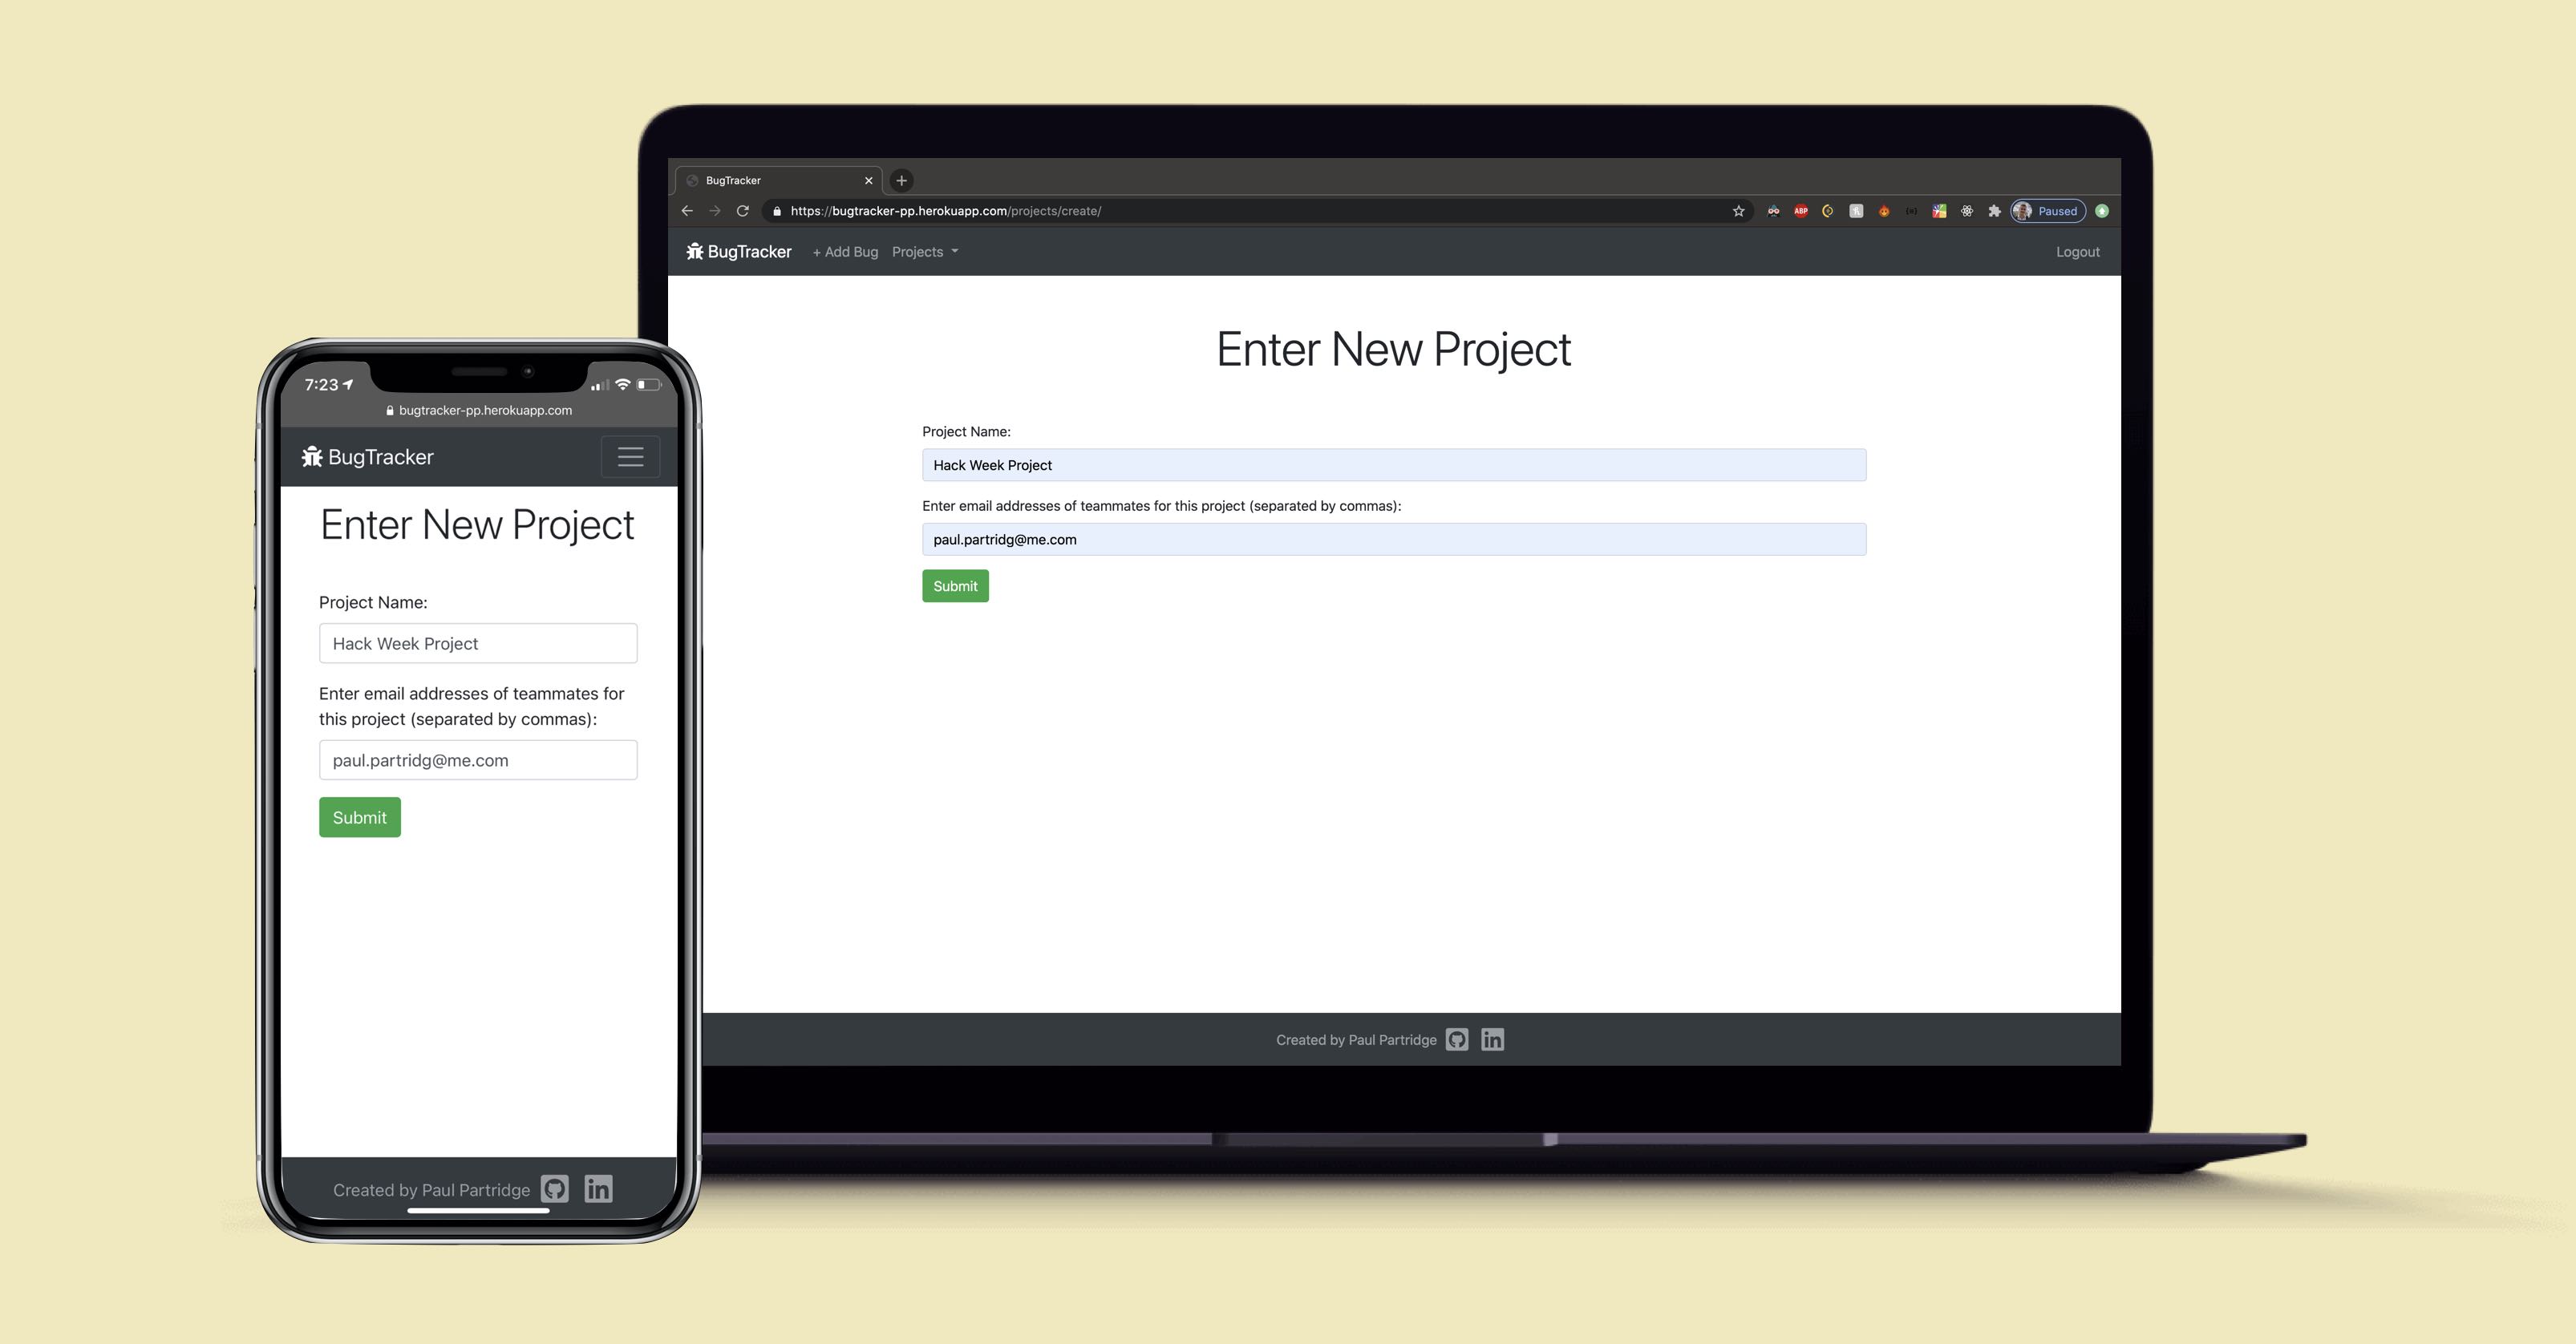 BugTracker
https://bugtracker-pp.herokuapp.com/projects/create/
ABP
Paused
BugTracker + Add Bug Projects Logout
Enter New Project
Project Name:
Hack Week Project
Enter email addresses of teammates for this project (separated by commas):
paul.partridg@me.com
Submit
Created by Paul Partridge in
7:23
bugtracker-pp.herokuapp.com
BugTracker
Enter New Project
Project Name:
Hack Week Project
Enter email addresses of teammates for
this project (separated by commas):
paul.partridg@me.com
Submit
Created by Paul Partridge in